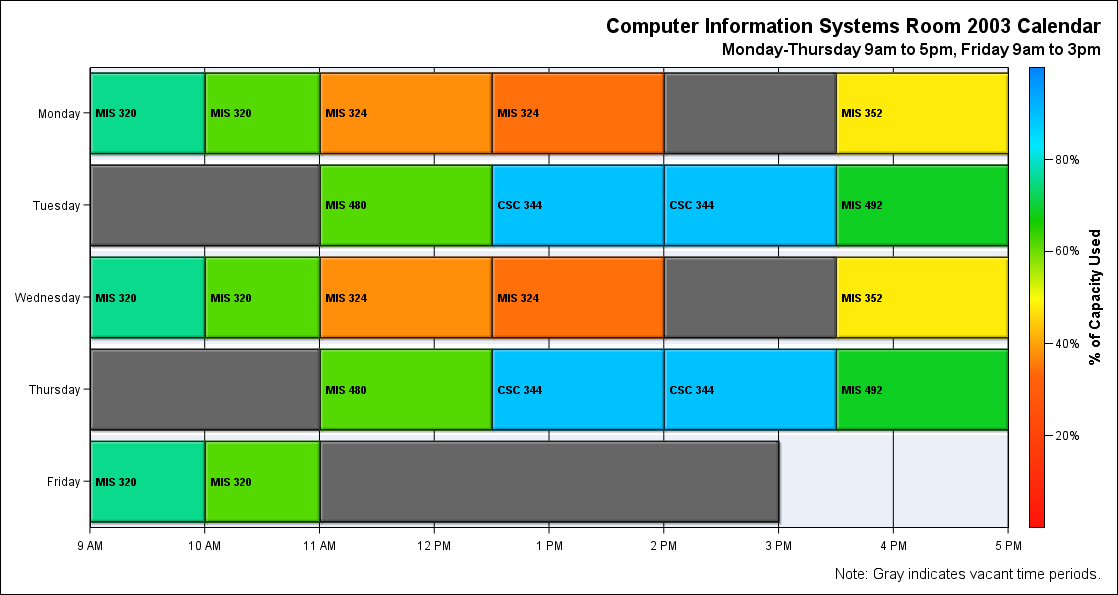 Computer Information Systems Room 2003 Calendar
Monday-Thursday 9am to 5pm, Friday 9am to 3pm
Monday
MIS 320
MIS 320
MIS 324
MIS 324
MIS 352
Tuesday
MIS 480
CSC 344
CSC 344
MIS 492
Wednesday
MIS 320
MIS 320
MIS 324
MIS 324
MIS 352
Thursday
MIS 480
CSC 344
CSC 344
MIS 492
Friday
MIS 320
MIS 320
9 AM
10 AM
11 AM
12 PM
1 PM
2 PM
3 PM
4 PM
5 PM
80%
60%
40%
20%
% of Capacity Used
Note: Gray indicates vacant time periods.